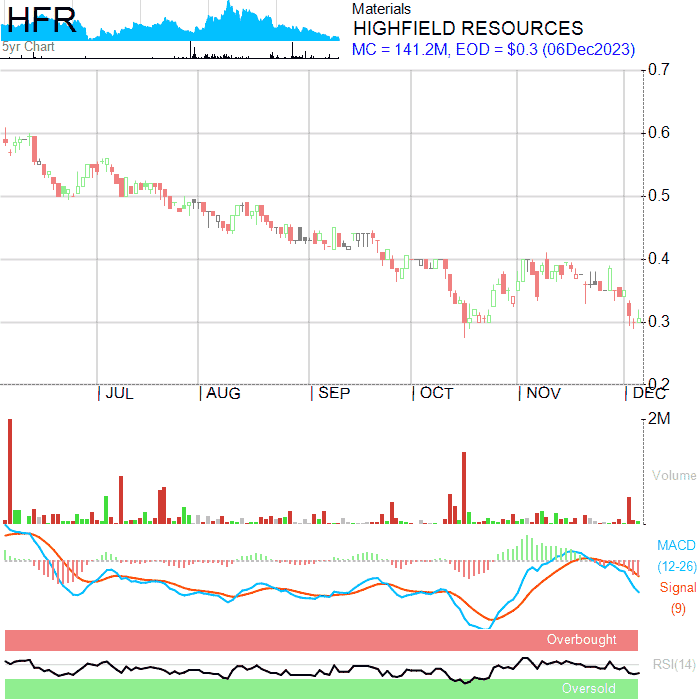 HFR
5yr Chart
Materials
HIGHFIELD RESOURCES
MC = 141.2M, EOD = $0.3 (06Dec2023)
0.7
0.6
0.5
0.4
0.3
0.2
JUL AUG SEP OCT NOV DEC
2M
Volume
MACD
(12-26)
Signal
(9)
Overbought
RSI(14)
Oversold